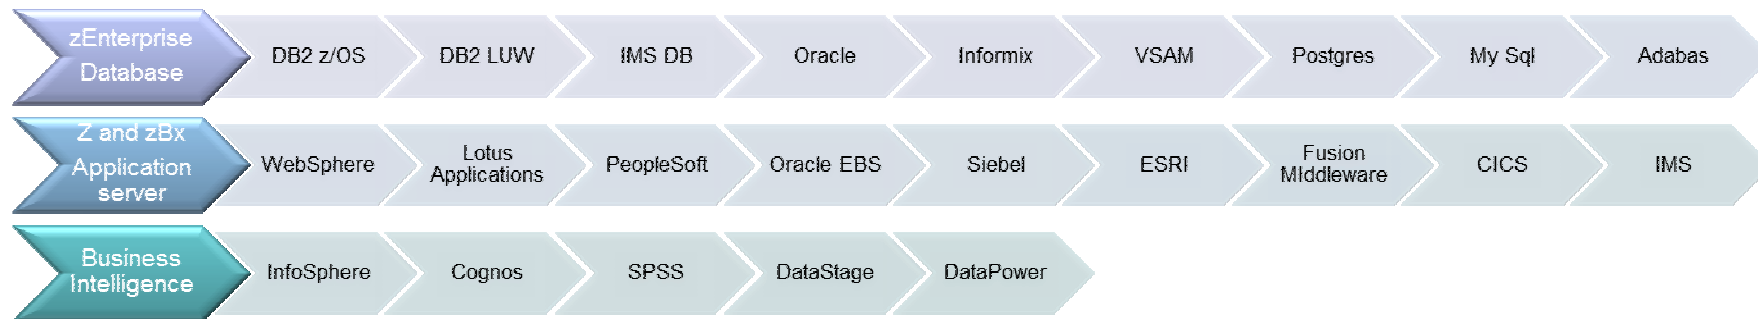 zEnterprise
Database
DB2 z/OS
DB2 LUW
IMS DB
Oracle
Informix
VSAM
Postgres
My Sql
Adabas
Z and zBx
Application
server
WebSphere
Lotus
Applications
PeopleSoft
Oracle EBS
Siebel
ESRI
Fusion
MIddleware
CICS
IMS
Business
Intelligence
InfoSphere
Cognos
SPSS
DataStage
DataPower